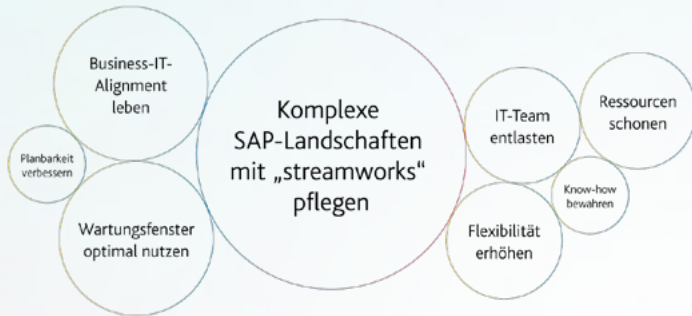 Business-IT-
Alignment
leben
Planbarkeit
verbessern
Wartungsfenster
optimal nutzen
Komplexe
SAP-Landschaften
mit „streamworks“
pflegen
IT-Team
entlasten
Ressourcen
schonen
Know-how
bewahren
Flexibilität
erhöhen